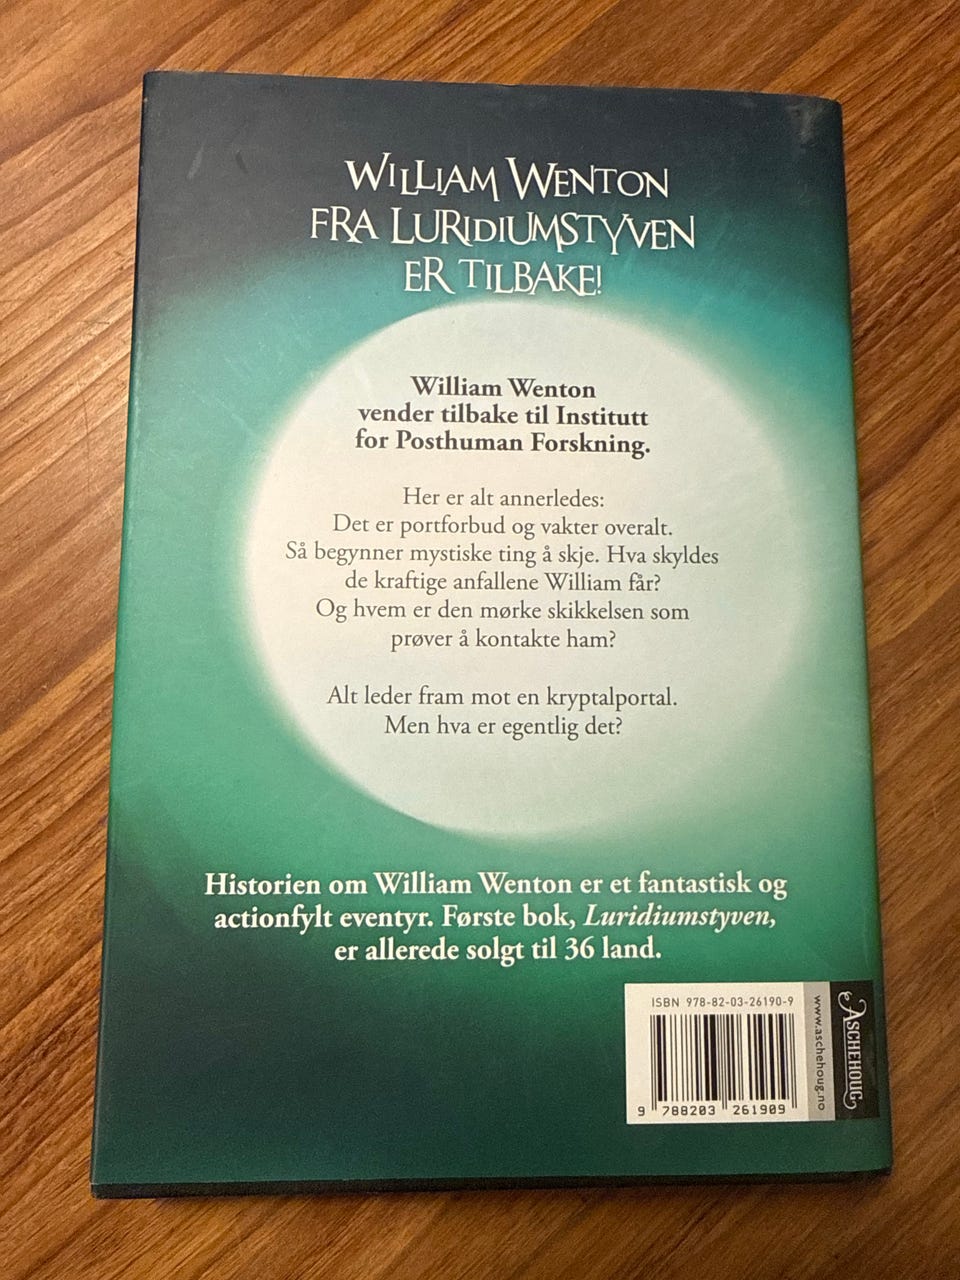 WILLIAM WENTON
FRA LURIDIUMSTYVEN
ER TILBAKE!
William Wenton
vender tilbake til Institutt
for Posthuman Forskning.
Her er alt annerledes:
Det er portforbud og vakter overalt.
Så begynner mystiske ting å skje. Hva skyldes
de kraftige anfallene William får?
Og hvem er den mørke skikkelsen som
prøver å kontakte ham?
Alt leder fram mot en kryptalportal.
Men hva er egentlig det?
Historien om William Wenton er et fantastisk og
actionfylt eventyr. Første bok, Luridiumstyven,
er allerede solgt til 36 land.
ISBN 978-82-03-26190-9
9 788203 261909
www.aschehoug.no
ASCHEHOUG